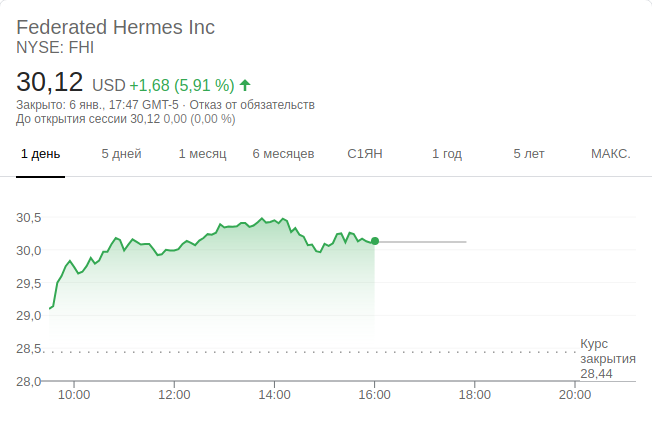 Federated Hermes Inc
NYSE: FHI
30,12 USD +1,68 (5,91 %)
Закрыто: 6 янв., 17:47 GMT-5 · Отказ от обязательств
До открытия сессии 30,12 0,00 (0,00 %)
1 день 5 дней 1 месяц 6 месяцев С1ЯН 1 год 5 лет МАКС.
30,5
30,0
29,5
29,0
28,5
28,0
Курс
закрытия
28,44
10:00 12:00 14:00 16:00 18:00 20:00